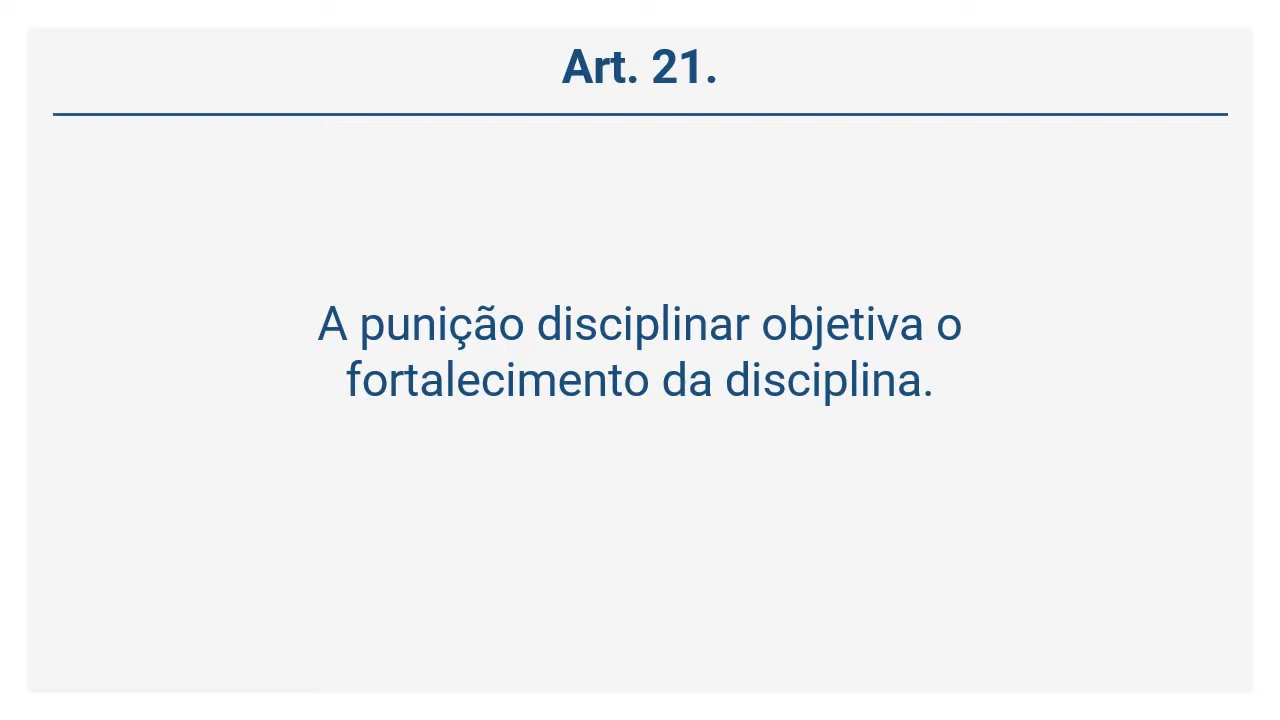 Art. 21.
A punição disciplinar objetiva o
fortalecimento da disciplina.